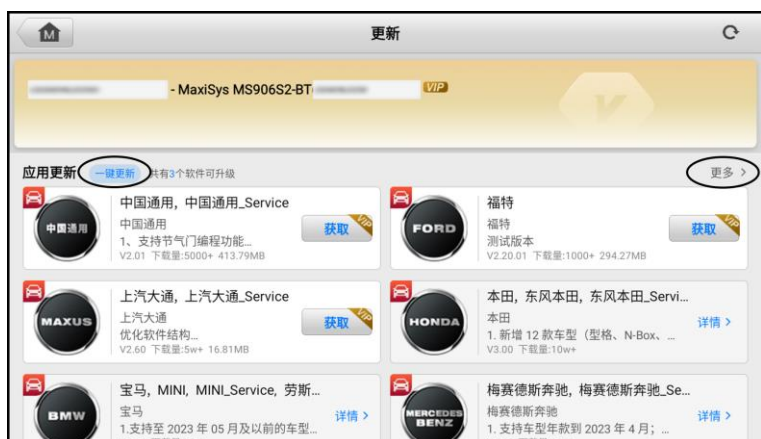 M
更新
- MaxiSys MS906S2-BT
VIP
应用更新 一键更新 共有3个软件可升级
更多 >
中国通用
中国通用, 中国通用_Service
中国通用
1、支持节气门编程功能...
V2.01 下载量:5000+ 413.79MB
获取
VIP
FORD
福特
福特
测试版本
V2.20.01 下载量:1000+ 294.27MB
获取
VIP
MAXUS
上汽大通, 上汽大通_Service
上汽大通
优化软件结构...
V2.60 下载量:5w+ 16.81MB
获取
VIP
HONDA
本田, 东风本田, 东风本田_Servi...
本田
1. 新增 12 款车型（型格、N-Box、...
V3.00 下载量:10w+
详情 >
BMW
宝马, MINI, MINI_Service, 劳斯...
宝马
1.支持至 2023 年 05 月及以前的车型...
详情 >
MERCEDES
BENZ
梅赛德斯奔驰, 梅赛德斯奔驰_Se...
梅赛德斯奔驰
1. 支持车型年款到 2023 年 4 月；...
详情 >